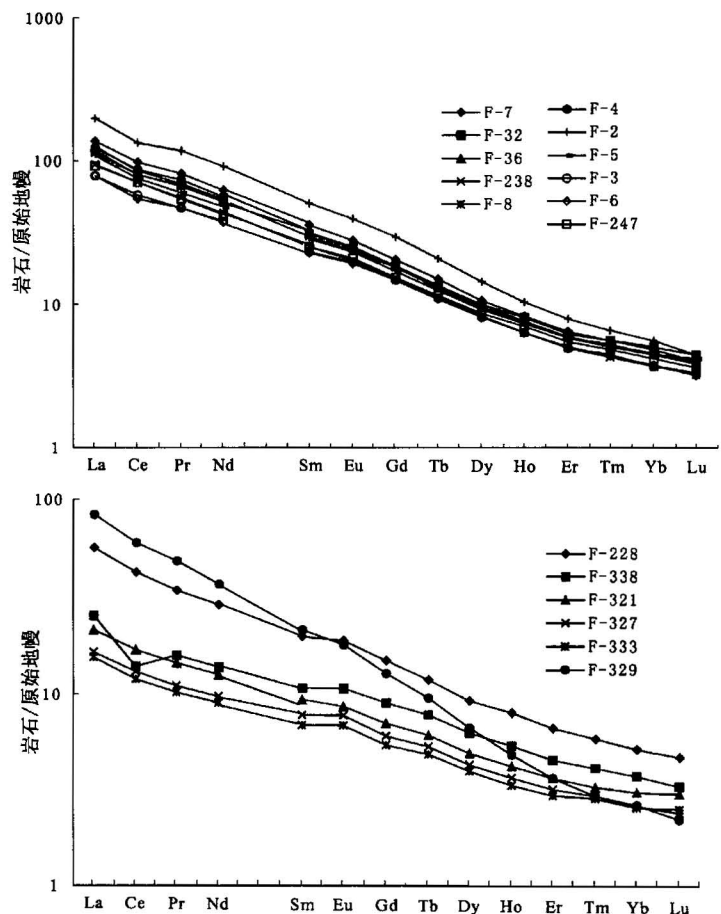 1000
100
10
1
岩石/原始地幔
F-7
F-32
F-36
F-238
F-8
F-4
F-2
F-5
F-3
F-6
F-247
La Ce Pr Nd Sm Eu Gd Tb Dy Ho Er Tm Yb Lu
100
10
1
岩石/原始地幔
F-228
F-338
F-321
F-327
F-333
F-329
La Ce Pr Nd Sm Eu Gd Tb Dy Ho Er Tm Yb Lu